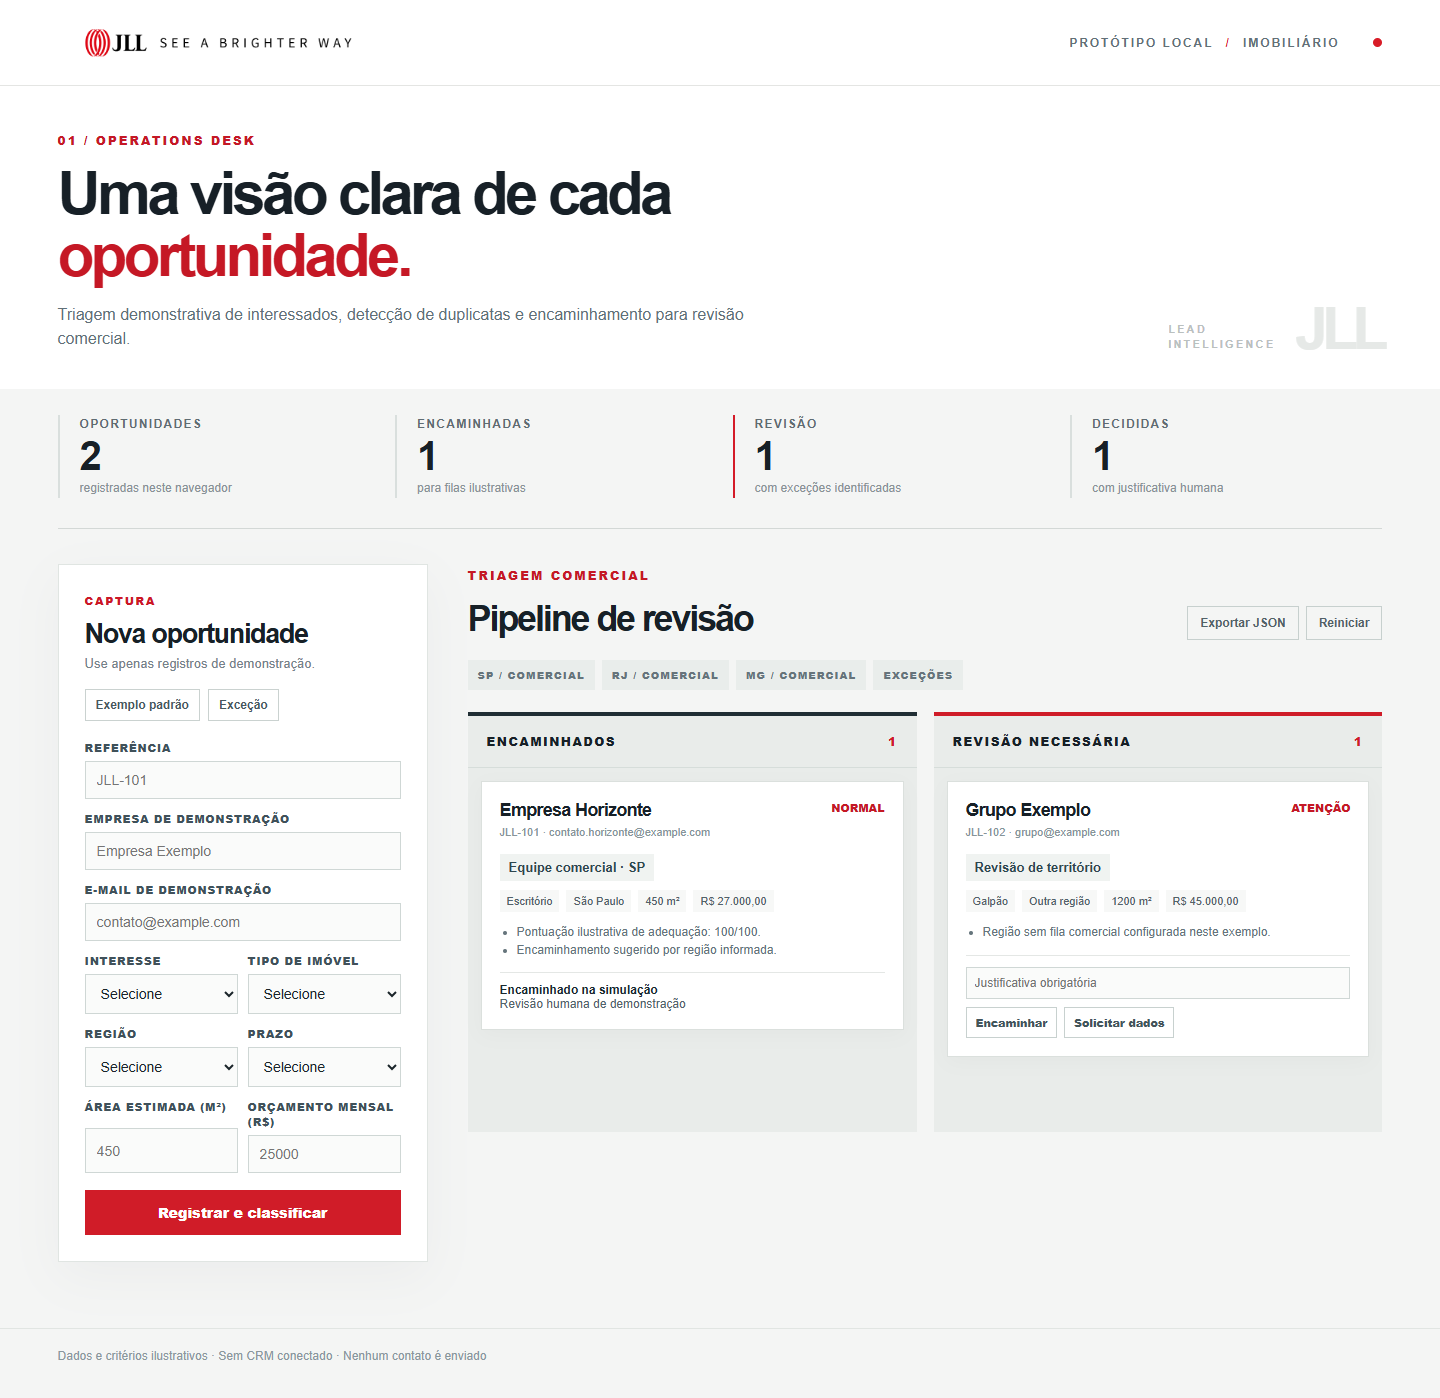 JLL SEE A BRIGHTER WAY
PROTÓTIPO LOCAL / IMOBILIÁRIO
01 / OPERATIONS DESK
Uma visão clara de cada
oportunidade.
Triagem demonstrativa de interessados, detecção de duplicatas e encaminhamento para revisão
comercial.
LEAD
INTELLIGENCE
JLL
OPORTUNIDADES
2
registradas neste navegador
ENCAMINHADAS
1
para filas ilustrativas
REVISÃO
1
com exceções identificadas
DECIDIDAS
1
com justificativa humana
CAPTURA
Nova oportunidade
Use apenas registros de demonstração.
Exemplo padrão
Exceção
REFERÊNCIA
JLL-101
EMPRESA DE DEMONSTRAÇÃO
Empresa Exemplo
E-MAIL DE DEMONSTRAÇÃO
contato@example.com
INTERESSE
Selecione
TIPO DE IMÓVEL
Selecione
REGIÃO
Selecione
PRAZO
Selecione
ÁREA ESTIMADA (M²)
450
ORÇAMENTO MENSAL
(R$)
25000
Registrar e classificar
TRIAGEM COMERCIAL
Pipeline de revisão
Exportar JSON
Reiniciar
SP / COMERCIAL
RJ / COMERCIAL
MG / COMERCIAL
EXCEÇÕES
ENCAMINHADOS 1
Empresa Horizonte NORMAL
JLL-101 · contato.horizonte@example.com
Equipe comercial · SP
Escritório
São Paulo
450 m²
R$ 27.000,00
• Pontuação ilustrativa de adequação: 100/100.
• Encaminhamento sugerido por região informada.
Encaminhado na simulação
Revisão humana de demonstração
REVISÃO NECESSÁRIA 1
Grupo Exemplo ATENÇÃO
JLL-102 · grupo@example.com
Revisão de território
Galpão
Outra região
1200 m²
R$ 45.000,00
• Região sem fila comercial configurada neste exemplo.
Justificativa obrigatória
Encaminhar
Solicitar dados
Dados e critérios ilustrativos · Sem CRM conectado · Nenhum contato é enviado